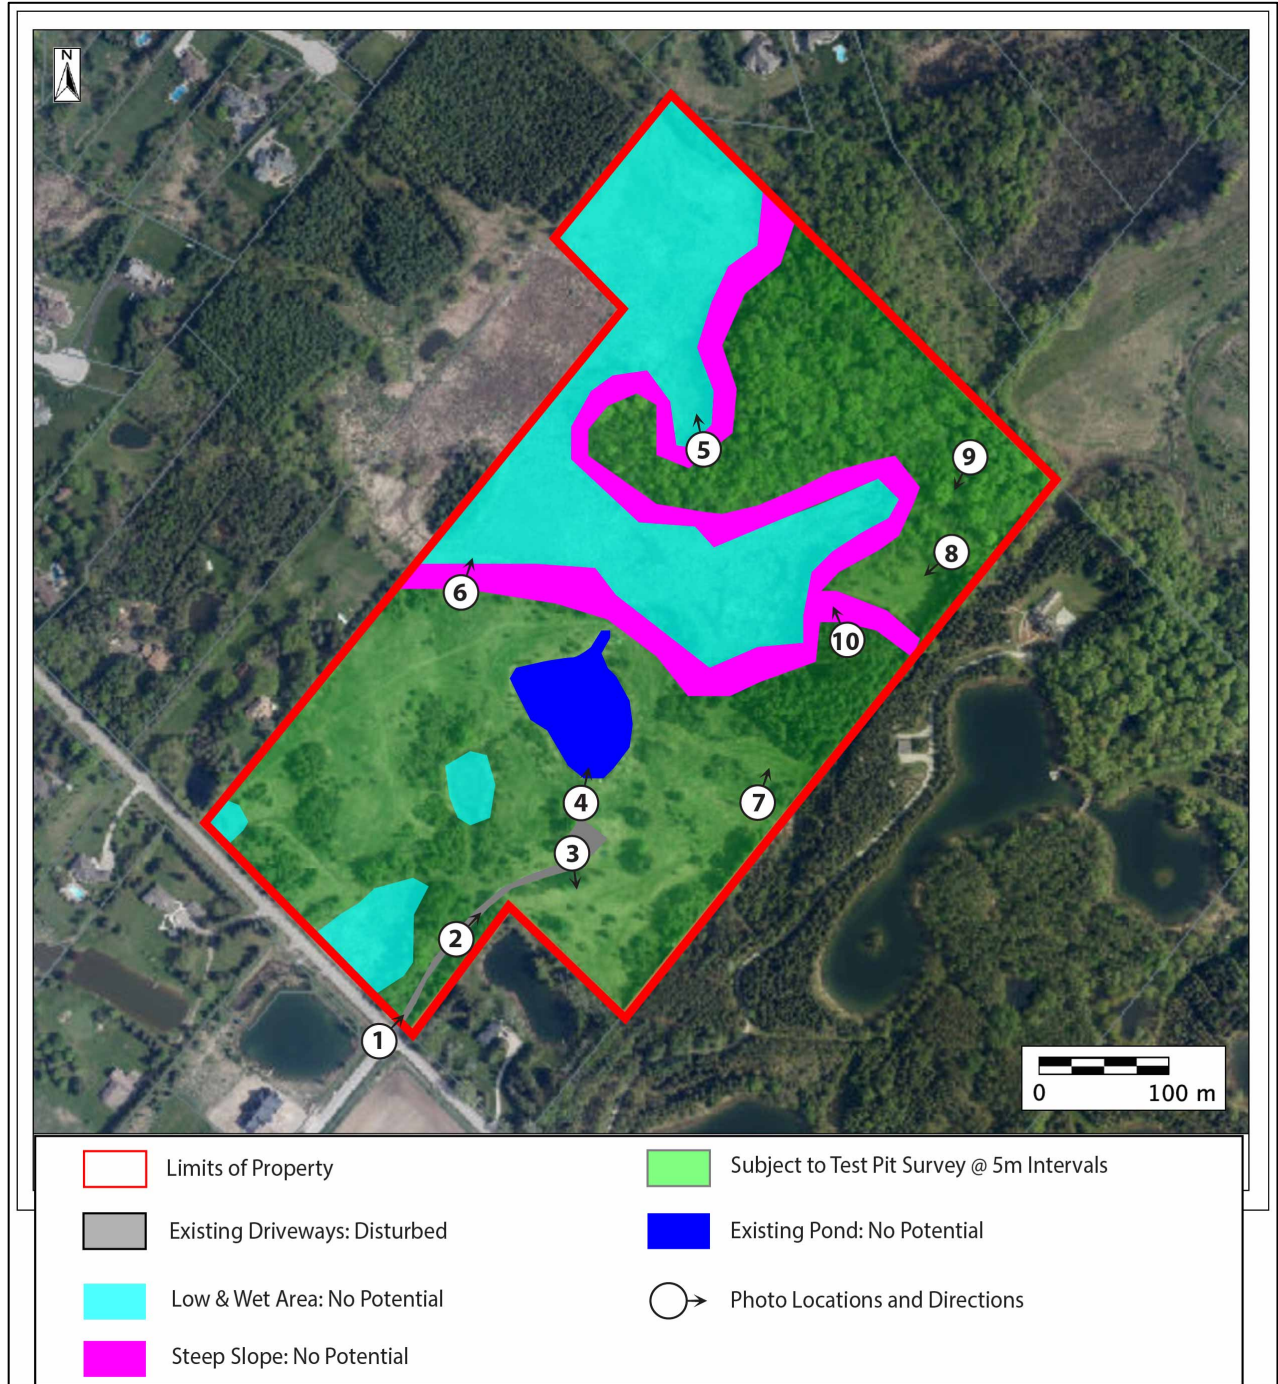 N
5
9
8
6
10
4
7
3
2
1
0 100 m
Limits of Property
Subject to Test Pit Survey @ 5m Intervals
Existing Driveways: Disturbed
Existing Pond: No Potential
Low & Wet Area: No Potential
Photo Locations and Directions
Steep Slope: No Potential